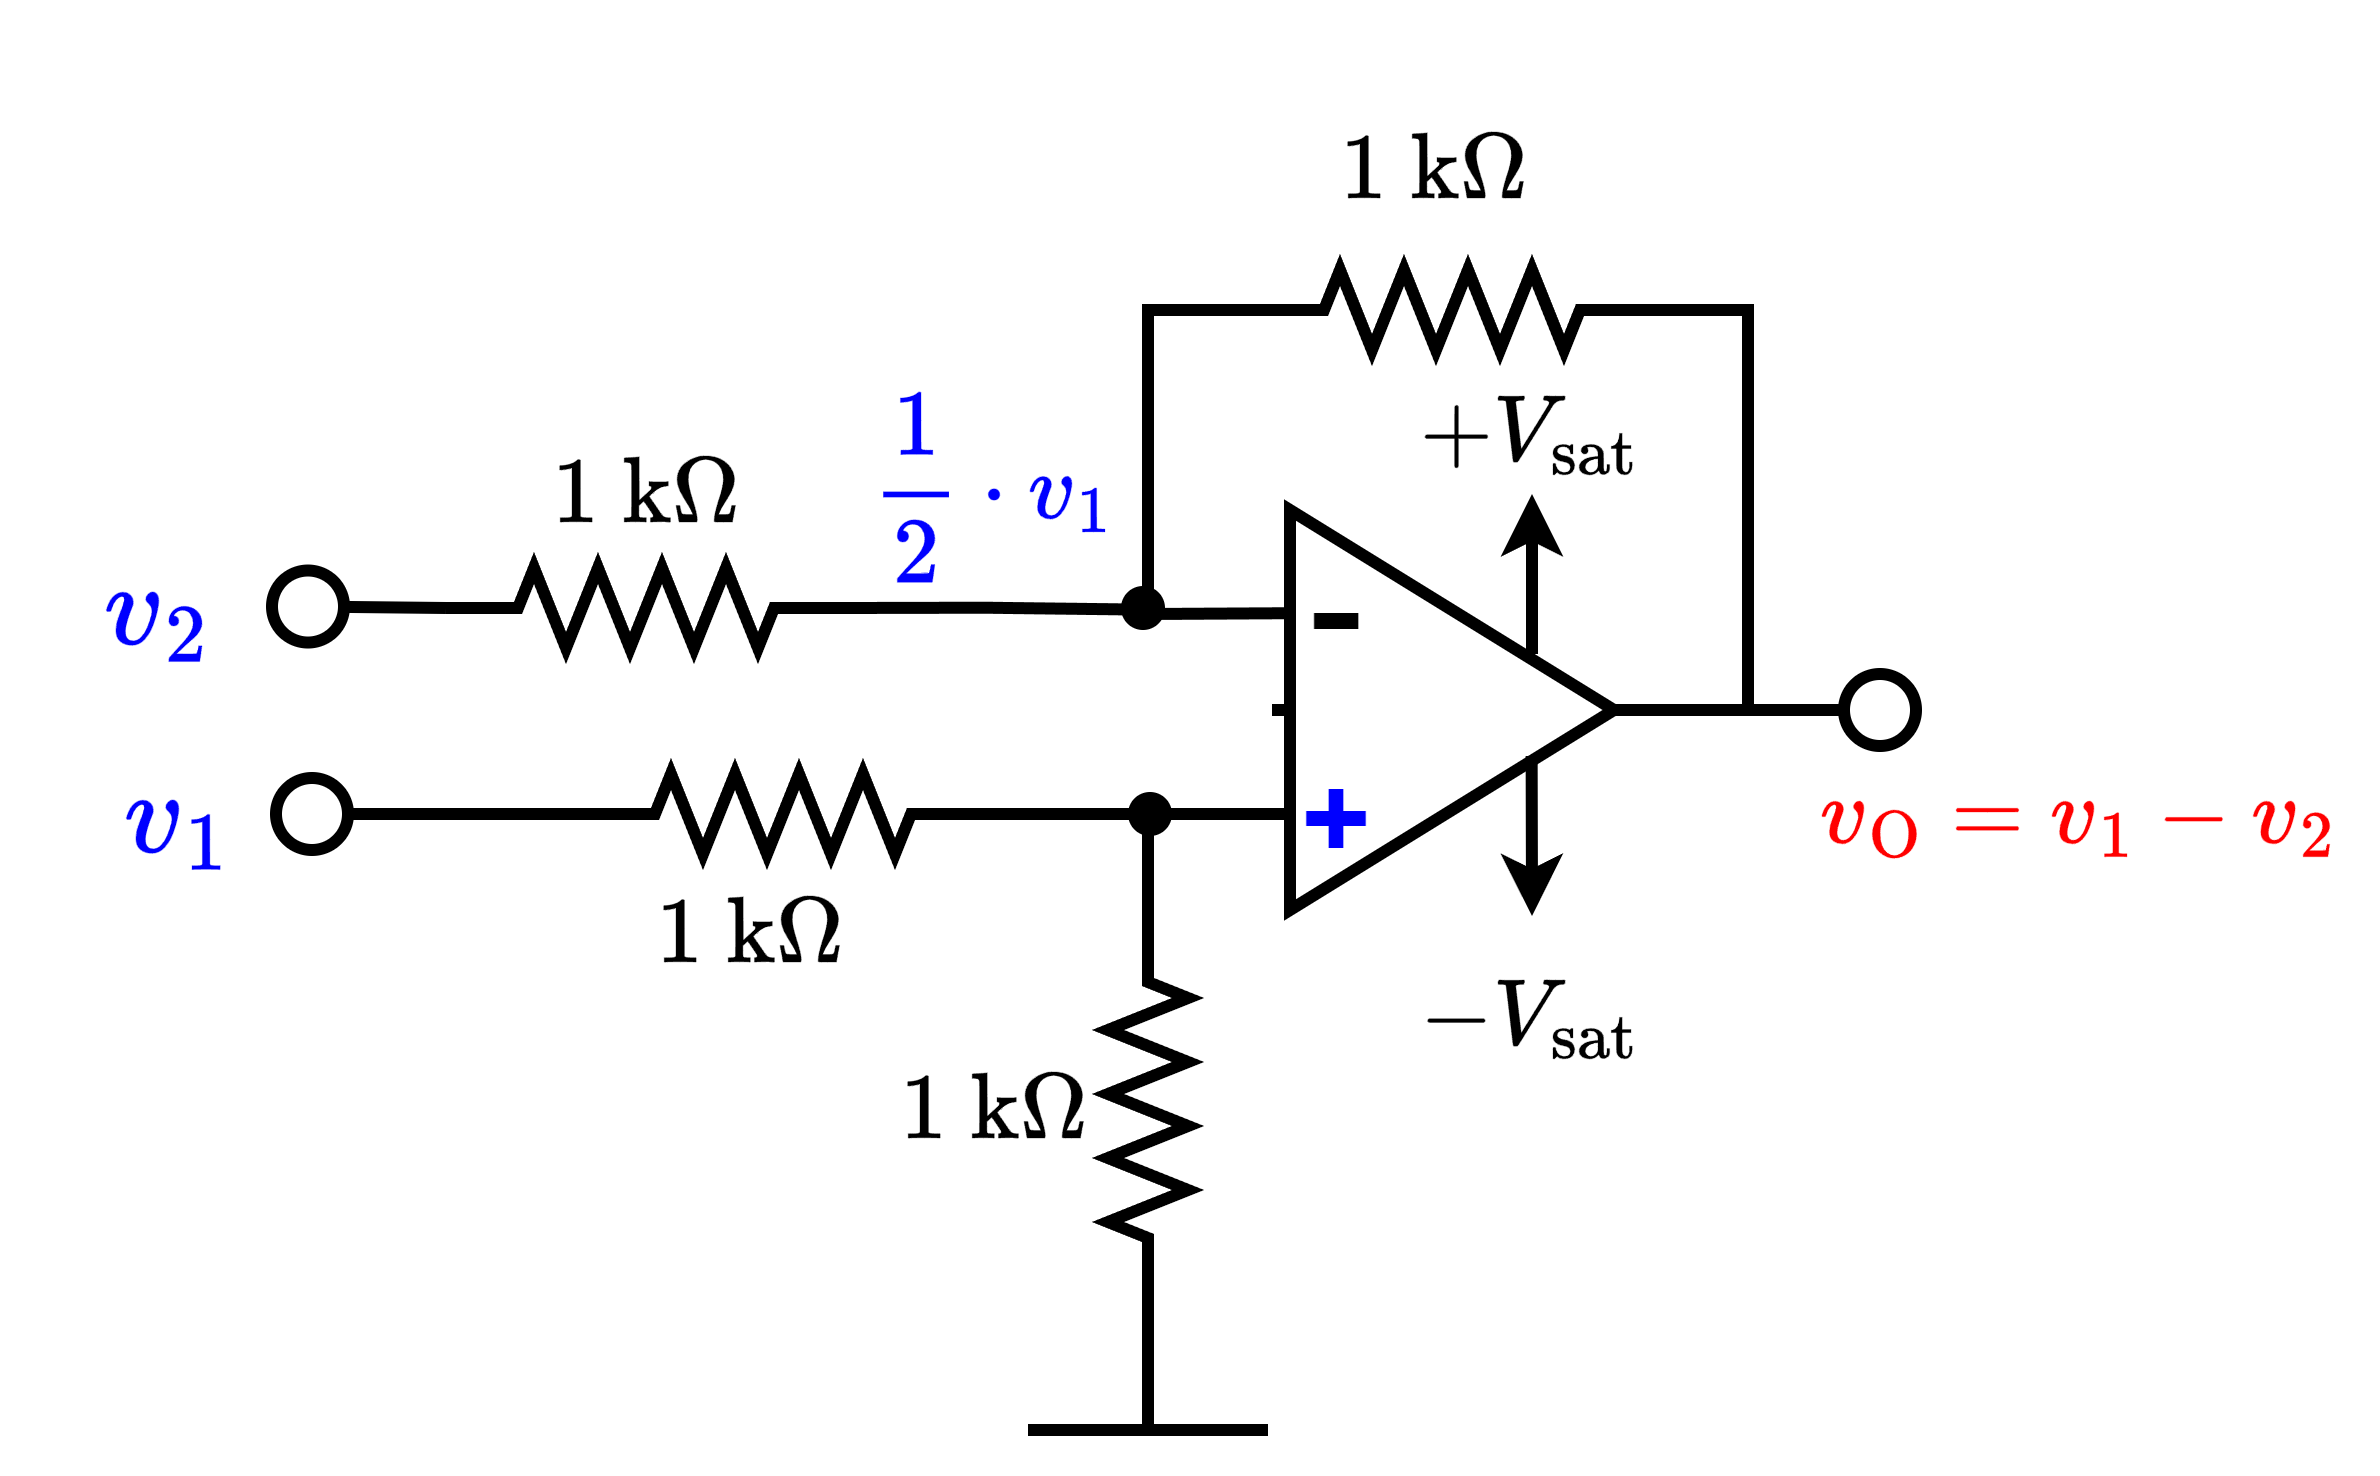 1 kΩ
+V_sat
1 kΩ
1/2 · v_1
v_2
-
+
v_1
v_O = v_1 − v_2
1 kΩ
−V_sat
1 kΩ